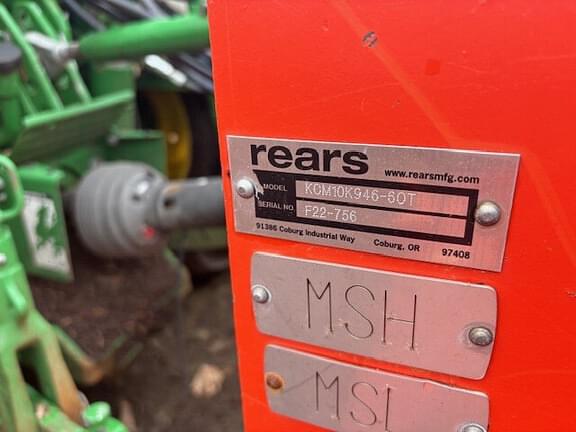 rears www.rearsmfg.com
MODEL KCM10K946-60T
SERIAL NO. F22-756
91386 Coburg Industrial Way Coburg, OR 97408
MSH
MSL